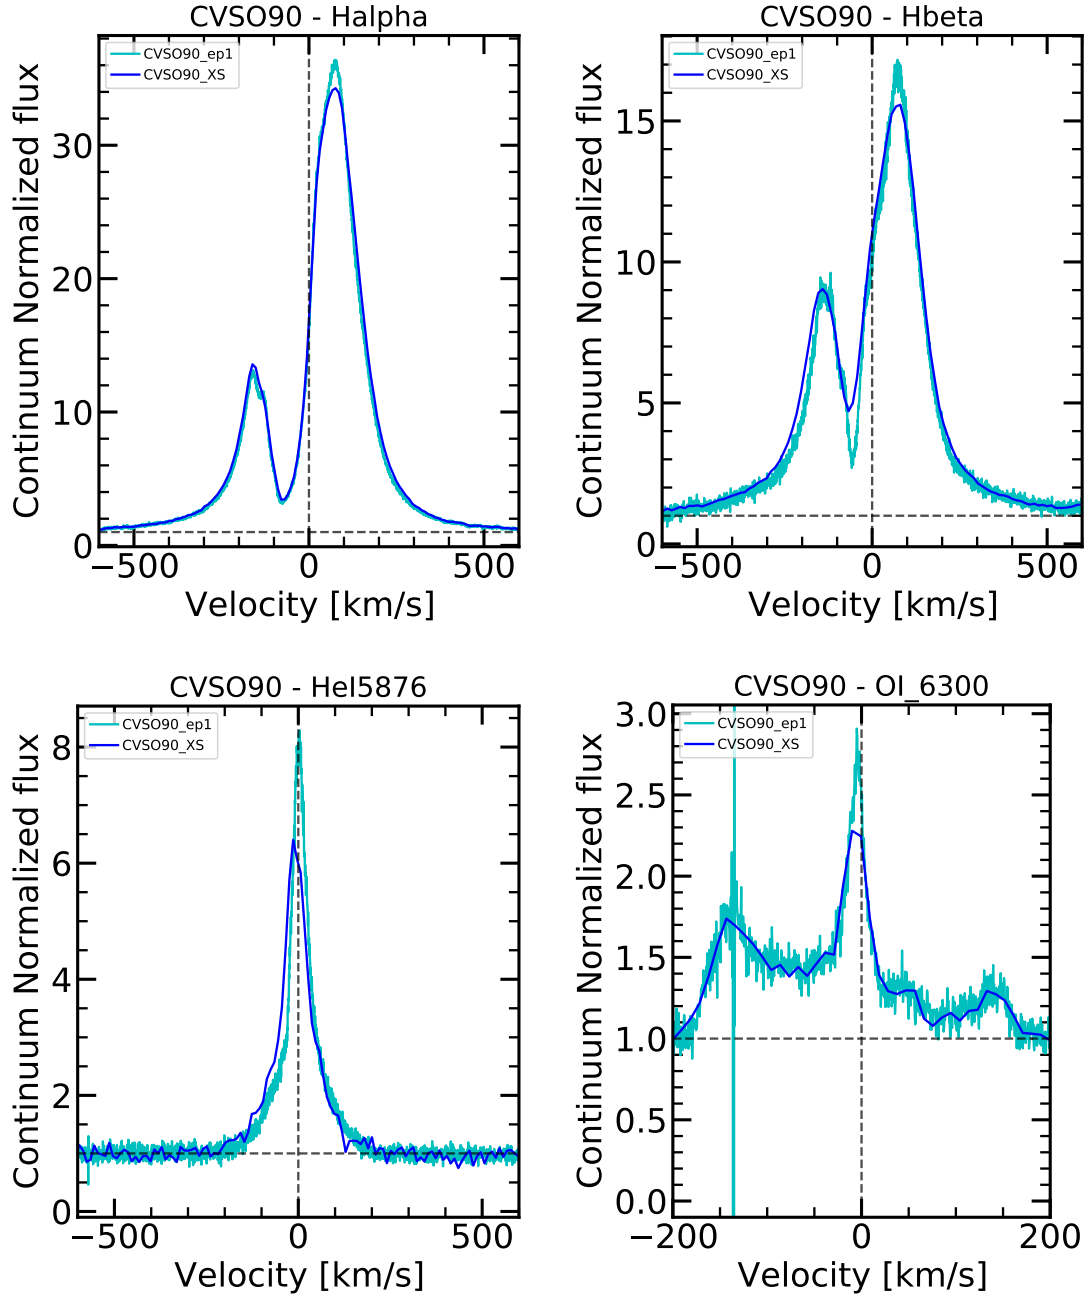 CVSO90 - Halpha
CVSO90_ep1
CVSO90_XS
Continuum Normalized flux
30
20
10
0
−500
0
500
Velocity [km/s]
CVSO90 - Hbeta
CVSO90_ep1
CVSO90_XS
Continuum Normalized flux
15
10
5
0
−500
0
500
Velocity [km/s]
CVSO90 - HeI5876
CVSO90_ep1
CVSO90_XS
Continuum Normalized flux
8
6
4
2
0
−500
0
500
Velocity [km/s]
CVSO90 - OI_6300
CVSO90_ep1
CVSO90_XS
Continuum Normalized flux
3.0
2.5
2.0
1.5
1.0
0.5
0.0
−200
0
200
Velocity [km/s]